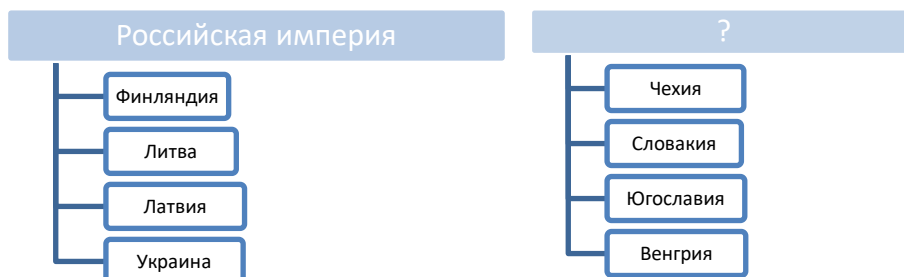 Российская империя
Финляндия
Литва
Латвия
Украина
?
Чехия
Словакия
Югославия
Венгрия